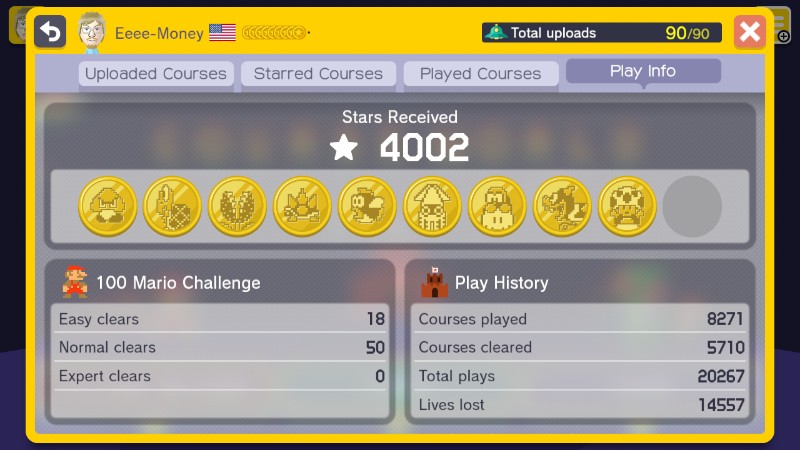 Eeee-Money
Total uploads 90/90
Uploaded Courses Starred Courses Played Courses Play Info
Stars Received
4002
100 Mario Challenge
Easy clears 18
Normal clears 50
Expert clears 0
Play History
Courses played 8271
Courses cleared 5710
Total plays 20267
Lives lost 14557